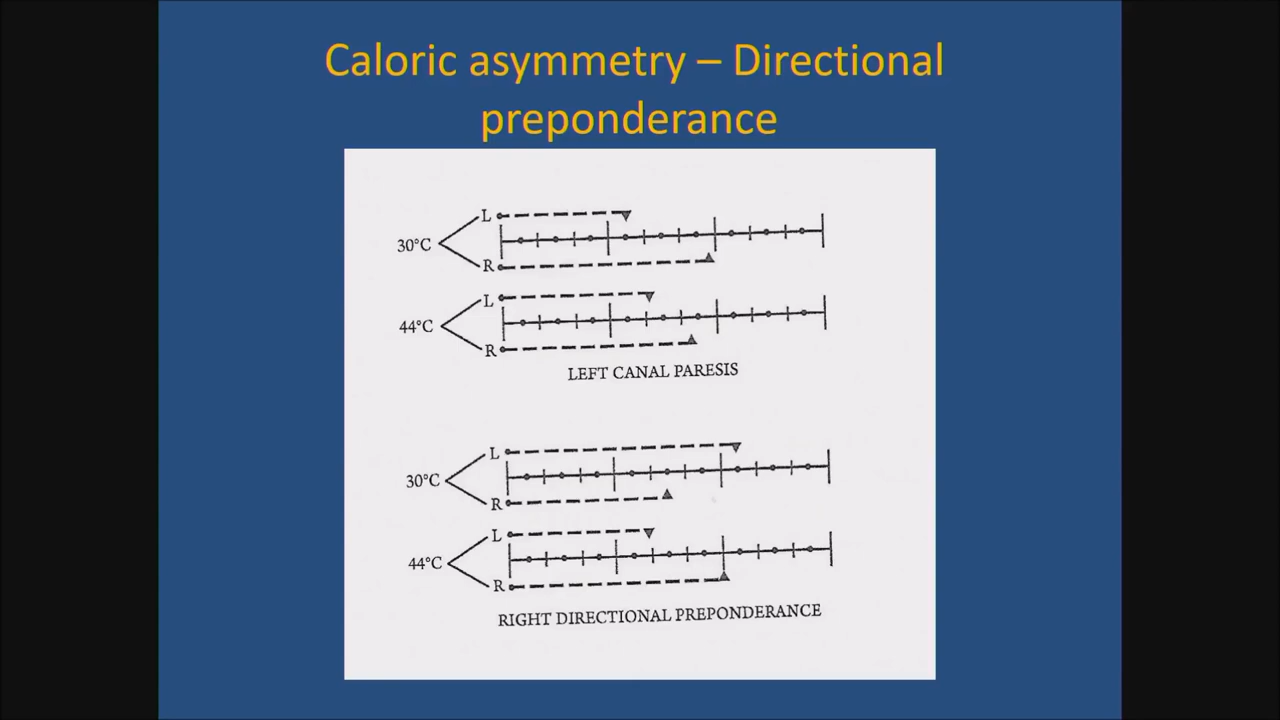 Caloric asymmetry – Directional
preponderance
L
30°C
R
L
44°C
R
LEFT CANAL PARESIS
L
30°C
R
L
44°C
R
RIGHT DIRECTIONAL PREPONDERANCE